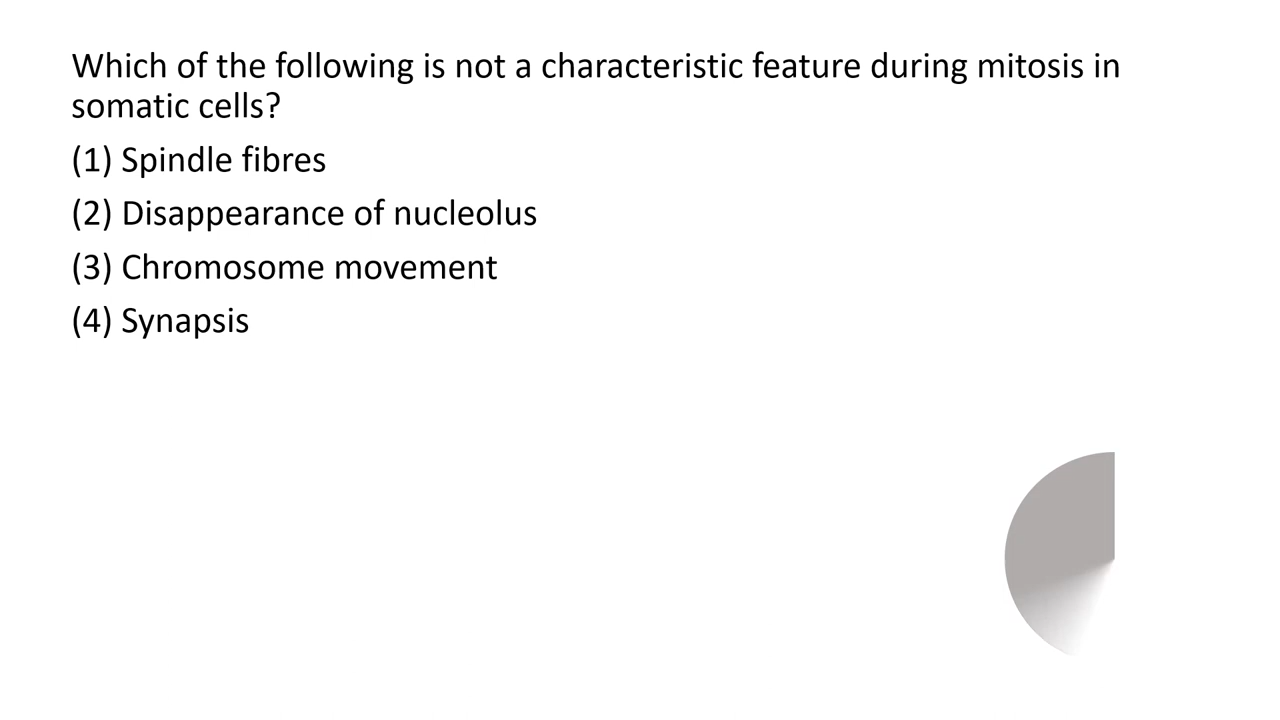 Which of the following is not a characteristic feature during mitosis in
somatic cells?
(1) Spindle fibres
(2) Disappearance of nucleolus
(3) Chromosome movement
(4) Synapsis